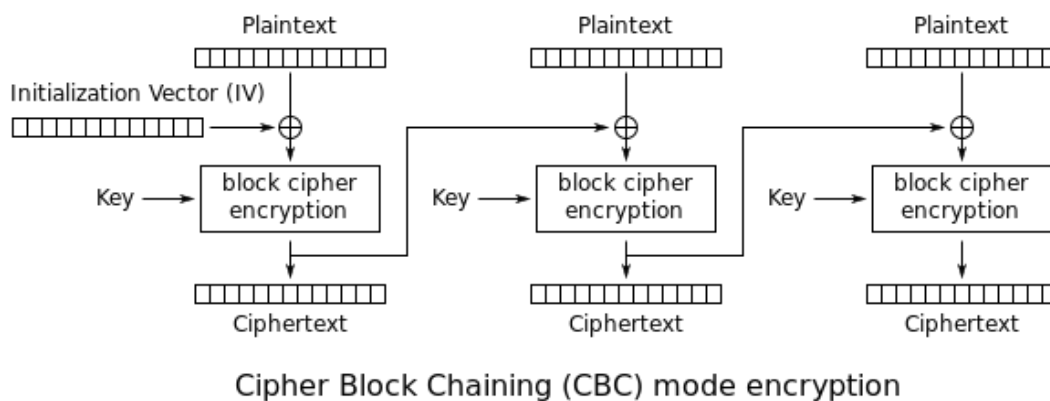 Plaintext
Plaintext
Plaintext
Initialization Vector (IV)
Key
block cipher
encryption
Key
block cipher
encryption
Key
block cipher
encryption
Ciphertext
Ciphertext
Ciphertext
Cipher Block Chaining (CBC) mode encryption